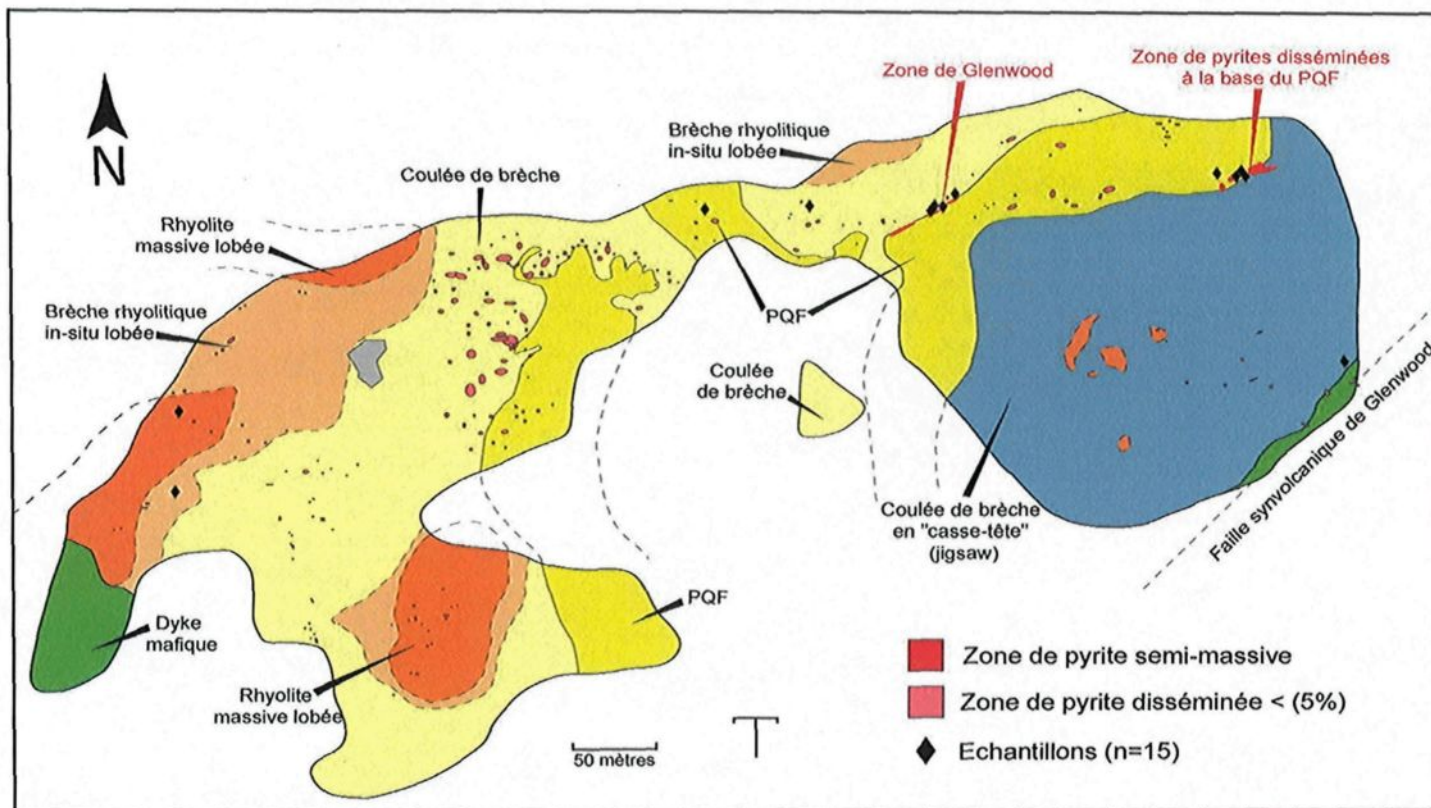 Zone de Glenwood
Zone de pyrites disséminées
à la base du PQF
Brèche rhyolitique
in-situ lobée
Coulée de brèche
Rhyolite
massive lobée
Brèche rhyolitique
in-situ lobée
N
PQF
Coulée
de brèche
Coulée de brèche
en "casse-tête"
(jigsaw)
Faille synvolcanique de Glenwood
Dyke
mafique
Rhyolite
massive lobée
PQF
50 mètres
Zone de pyrite semi-massive
Zone de pyrite disséminée < (5%)
Echantillons (n=15)